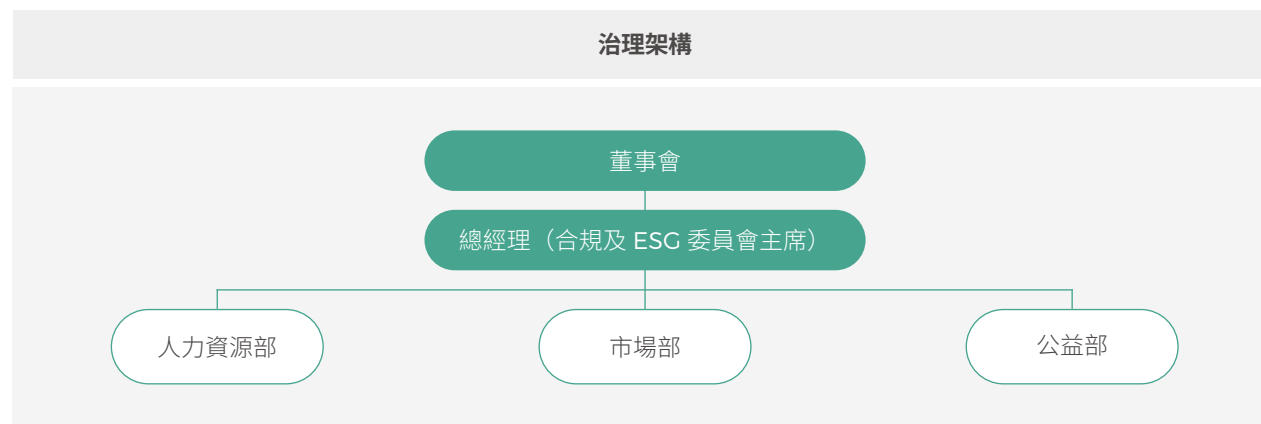 治理架構
董事會
總經理（合規及 ESG 委員會主席）
人力資源部
市場部
公益部